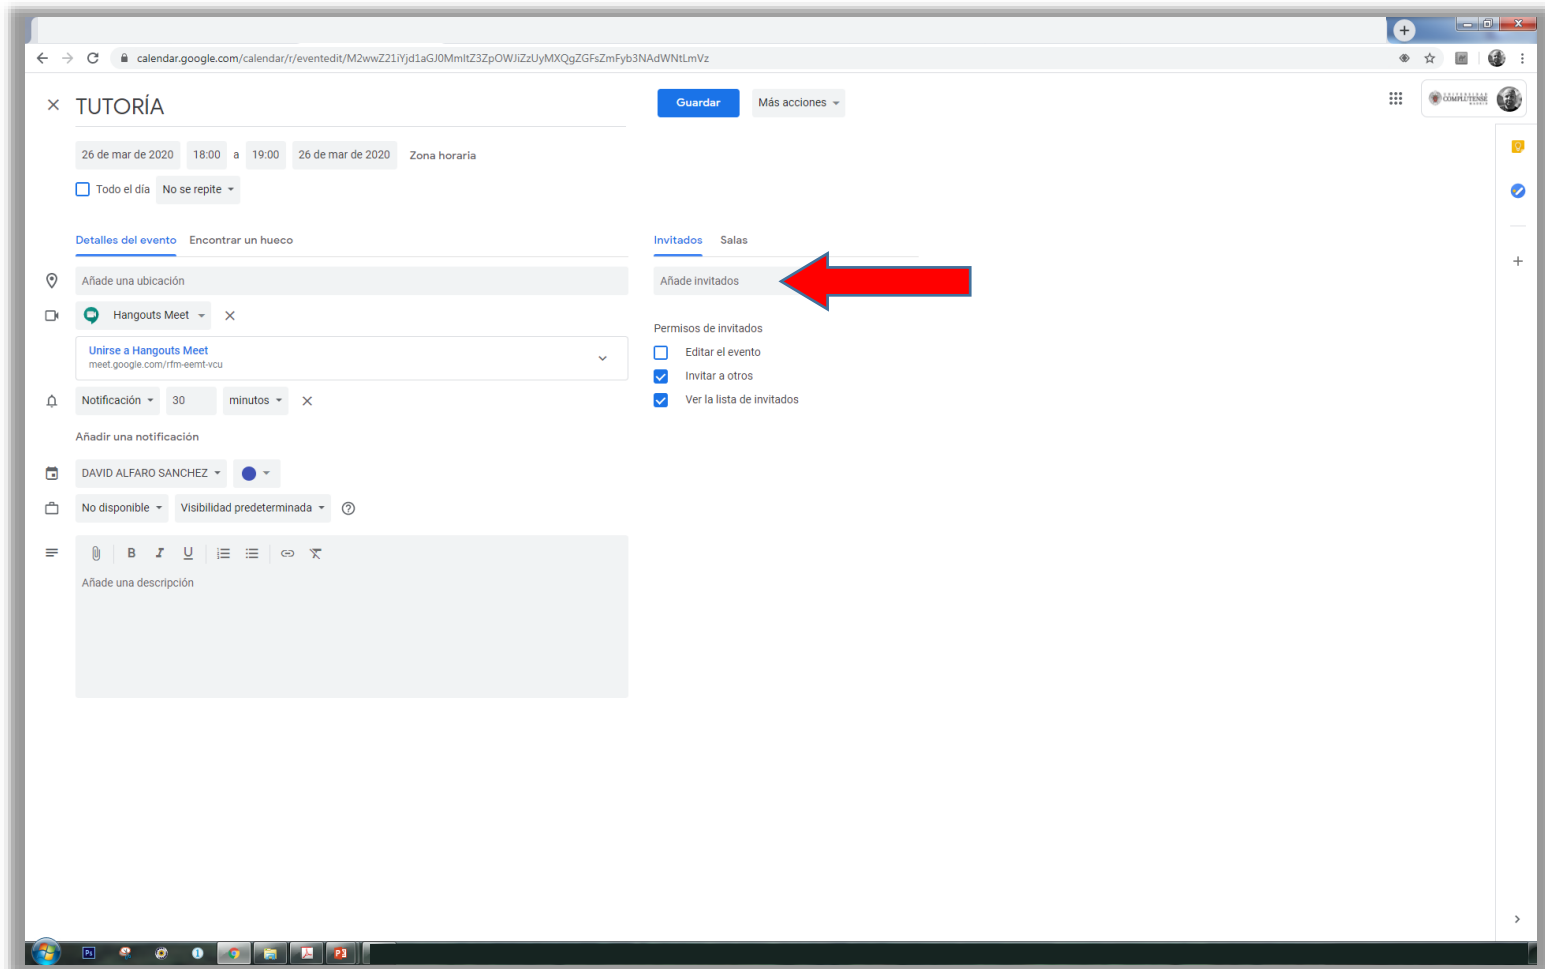 calendar.google.com/calendar/r/eventedit/M2wwZ21iYjd1aGJ0MmltZ3ZpOWJiZzUyMXQgZGFsZmFyb3NAdWNtLmVz
TUTORÍA
Guardar
Más acciones
UNIVERSIDAD
COMPLUTENSE
MADRID
26 de mar de 2020 18:00 a 19:00 26 de mar de 2020 Zona horaria
Todo el día No se repite
Detalles del evento Encontrar un hueco
Invitados Salas
Añade una ubicación
Añade invitados
Hangouts Meet
Unirse a Hangouts Meet
meet.google.com/rfm-eemt-vcu
Permisos de invitados
Editar el evento
Invitar a otros
Ver la lista de invitados
Notificación 30 minutos
Añadir una notificación
DAVID ALFARO SANCHEZ
No disponible Visibilidad predeterminada
B I U
Añade una descripción
Ps